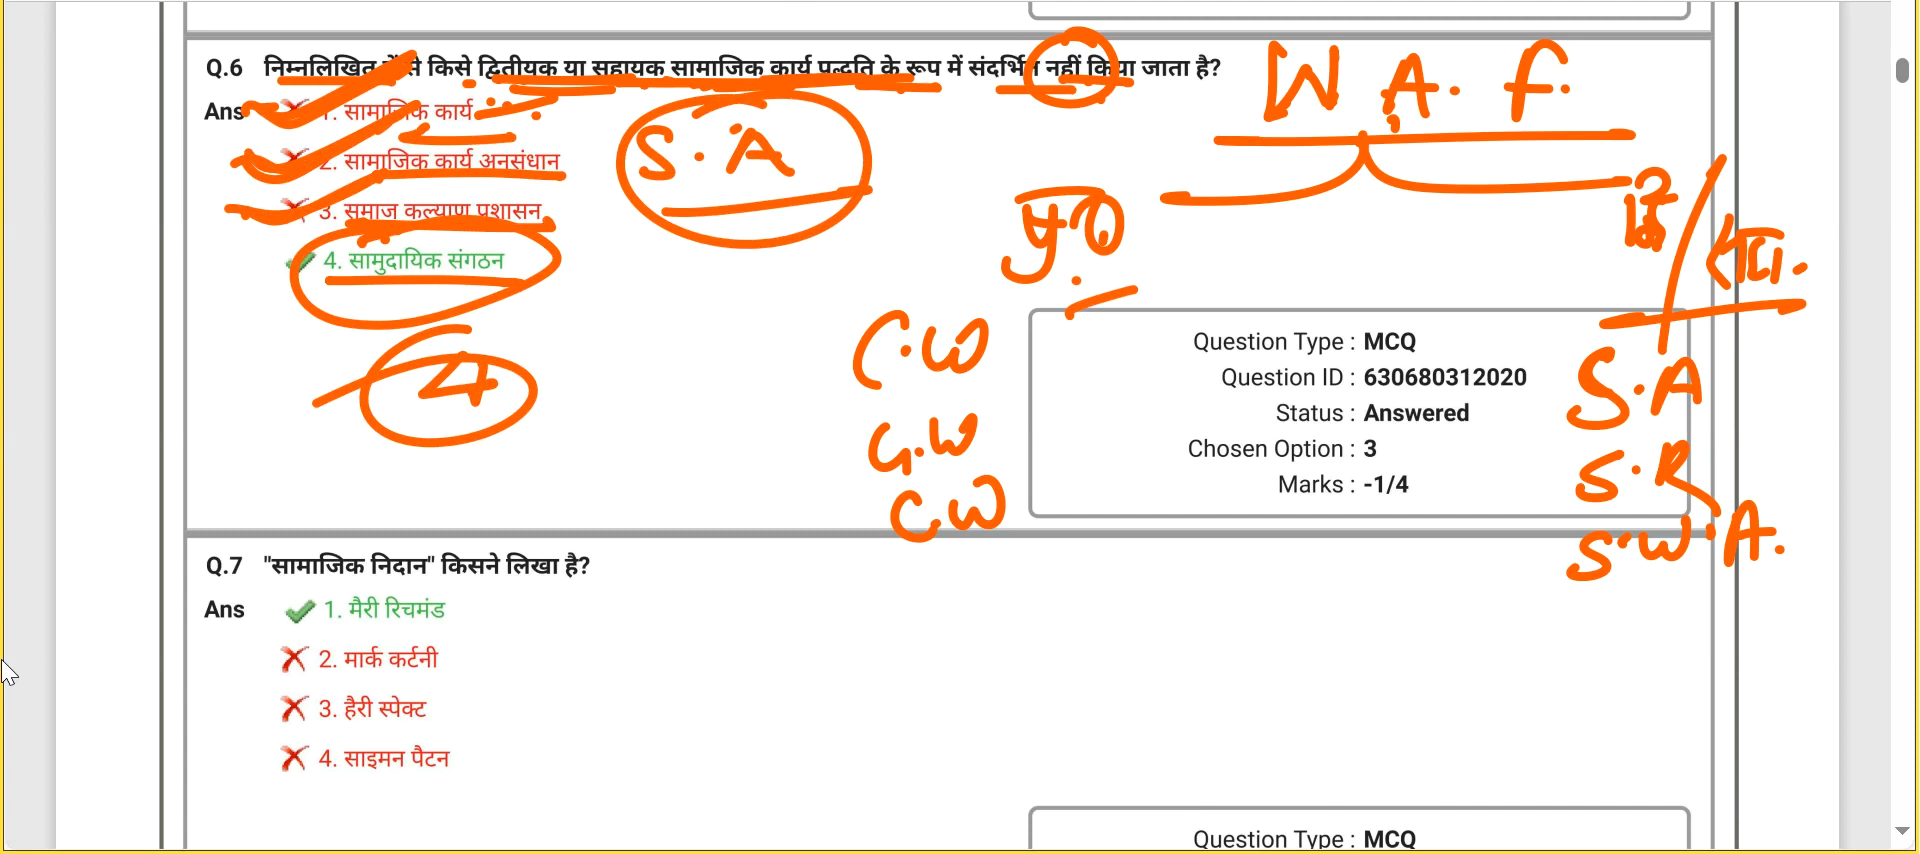 Q.6 निम्नलिखित में से किसे द्वितीयक या सहायक सामाजिक कार्य पद्धति के रूप में संदर्भित नहीं किया जाता है?
Ans 1. सामाजिक कार्य
2. सामाजिक कार्य अनुसंधान
3. समाज कल्याण प्रशासन
4. सामुदायिक संगठन
4
S.A
W.A.F.
C.W
G.W
C.W
S.A
S.R
S.W.A.
Question Type : MCQ
Question ID : 630680312020
Status : Answered
Chosen Option : 3
Marks : -1/4
Q.7 "सामाजिक निदान" किसने लिखा है?
Ans 1. मैरी रिचमंड
2. मार्क कर्टनी
3. हैरी स्पेक्ट
4. साइमन पैटन
Question Type : MCQ